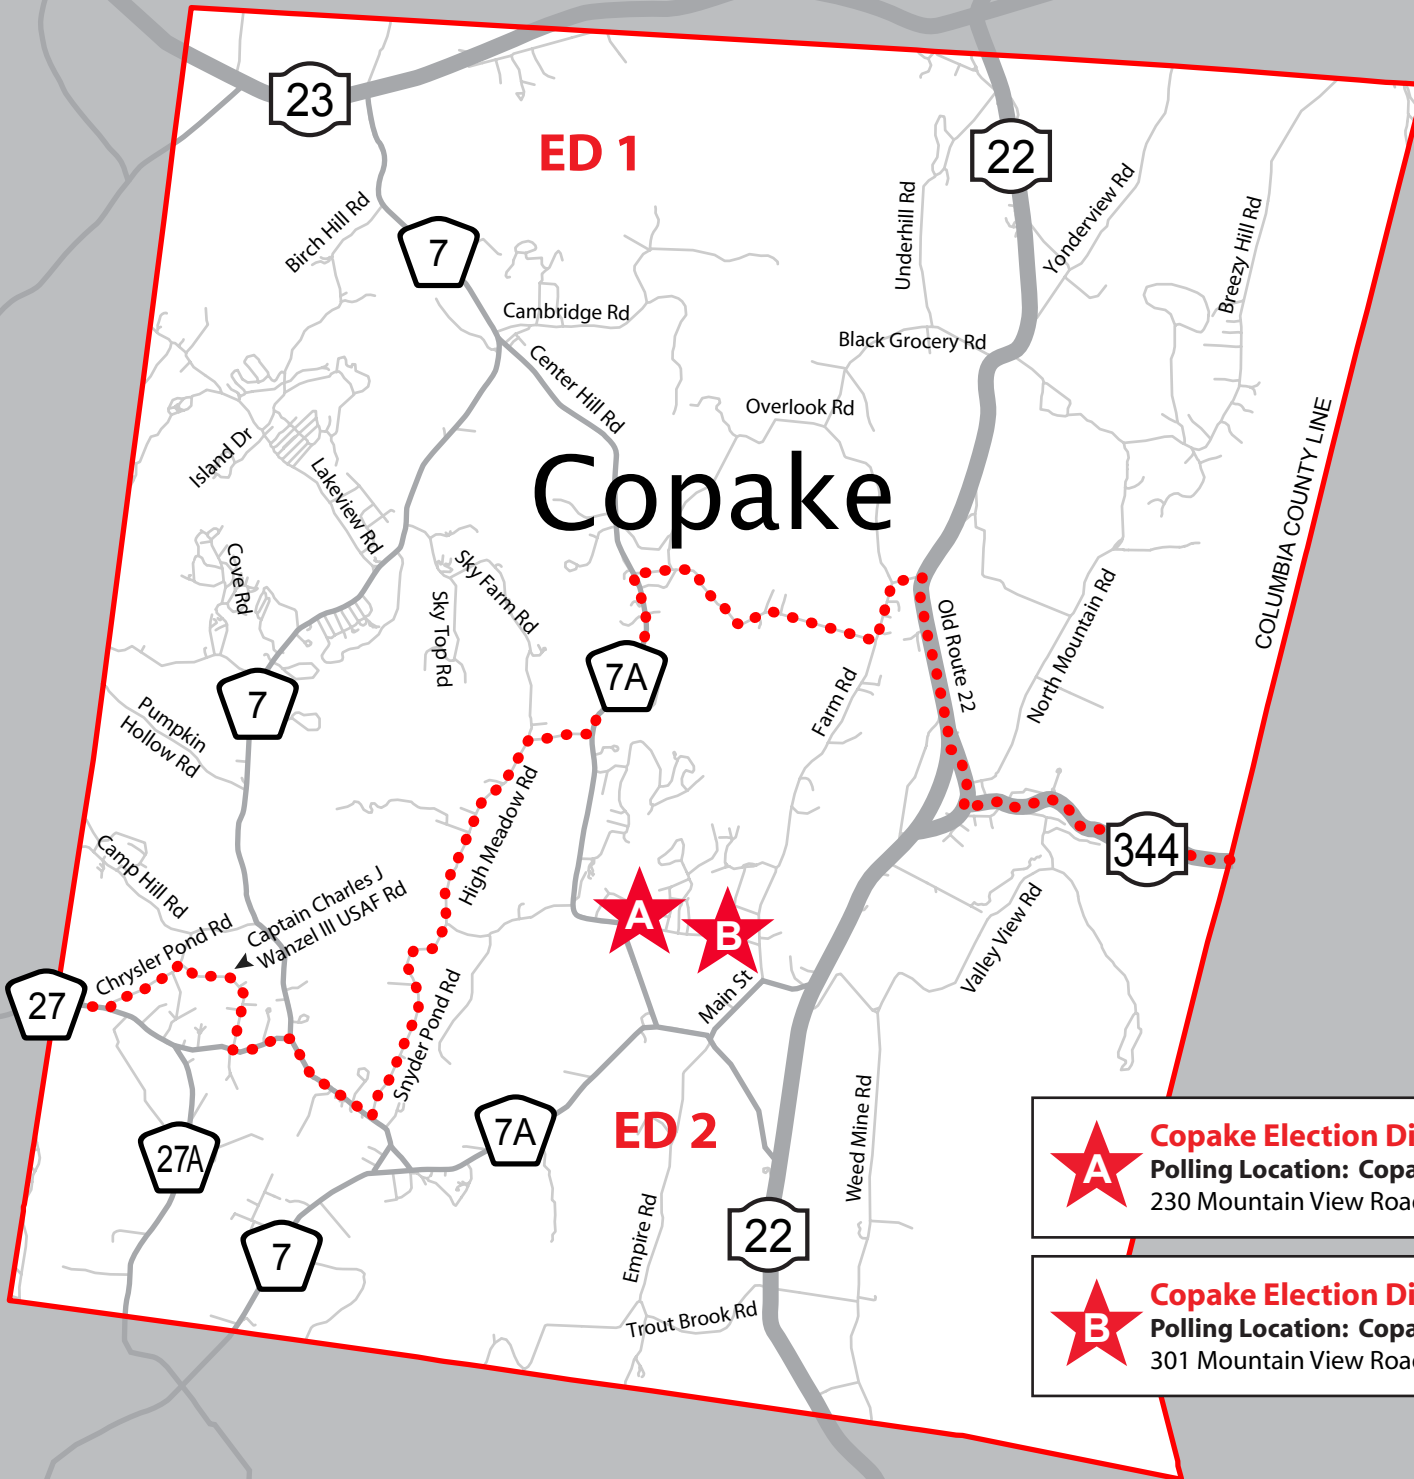 23
ED 1
22
Birch Hill Rd
7
Underhill Rd
Yonderview Rd
Breezy Hill Rd
Cambridge Rd
Center Hill Rd
Black Grocery Rd
Overlook Rd
Island Dr
Lakeview Rd
Copake
COLUMBIA COUNTY LINE
Cove Rd
Sky Farm Rd
Sky Top Rd
Old Route 22
North Mountain Rd
7A
7
Farm Rd
Pumpkin
Hollow Rd
High Meadow Rd
344
Camp Hill Rd
Captain Charles J
Wanzel III USAF Rd
A
B
Chrysler Pond Rd
Valley View Rd
27
Main St
Snyder Pond Rd
7A
ED 2
Weed Mine Rd
27A
7
22
Empire Rd
Trout Brook Rd
A
Copake Election Di
Polling Location: Copa
230 Mountain View Roa
B
Copake Election Di
Polling Location: Copa
301 Mountain View Roa